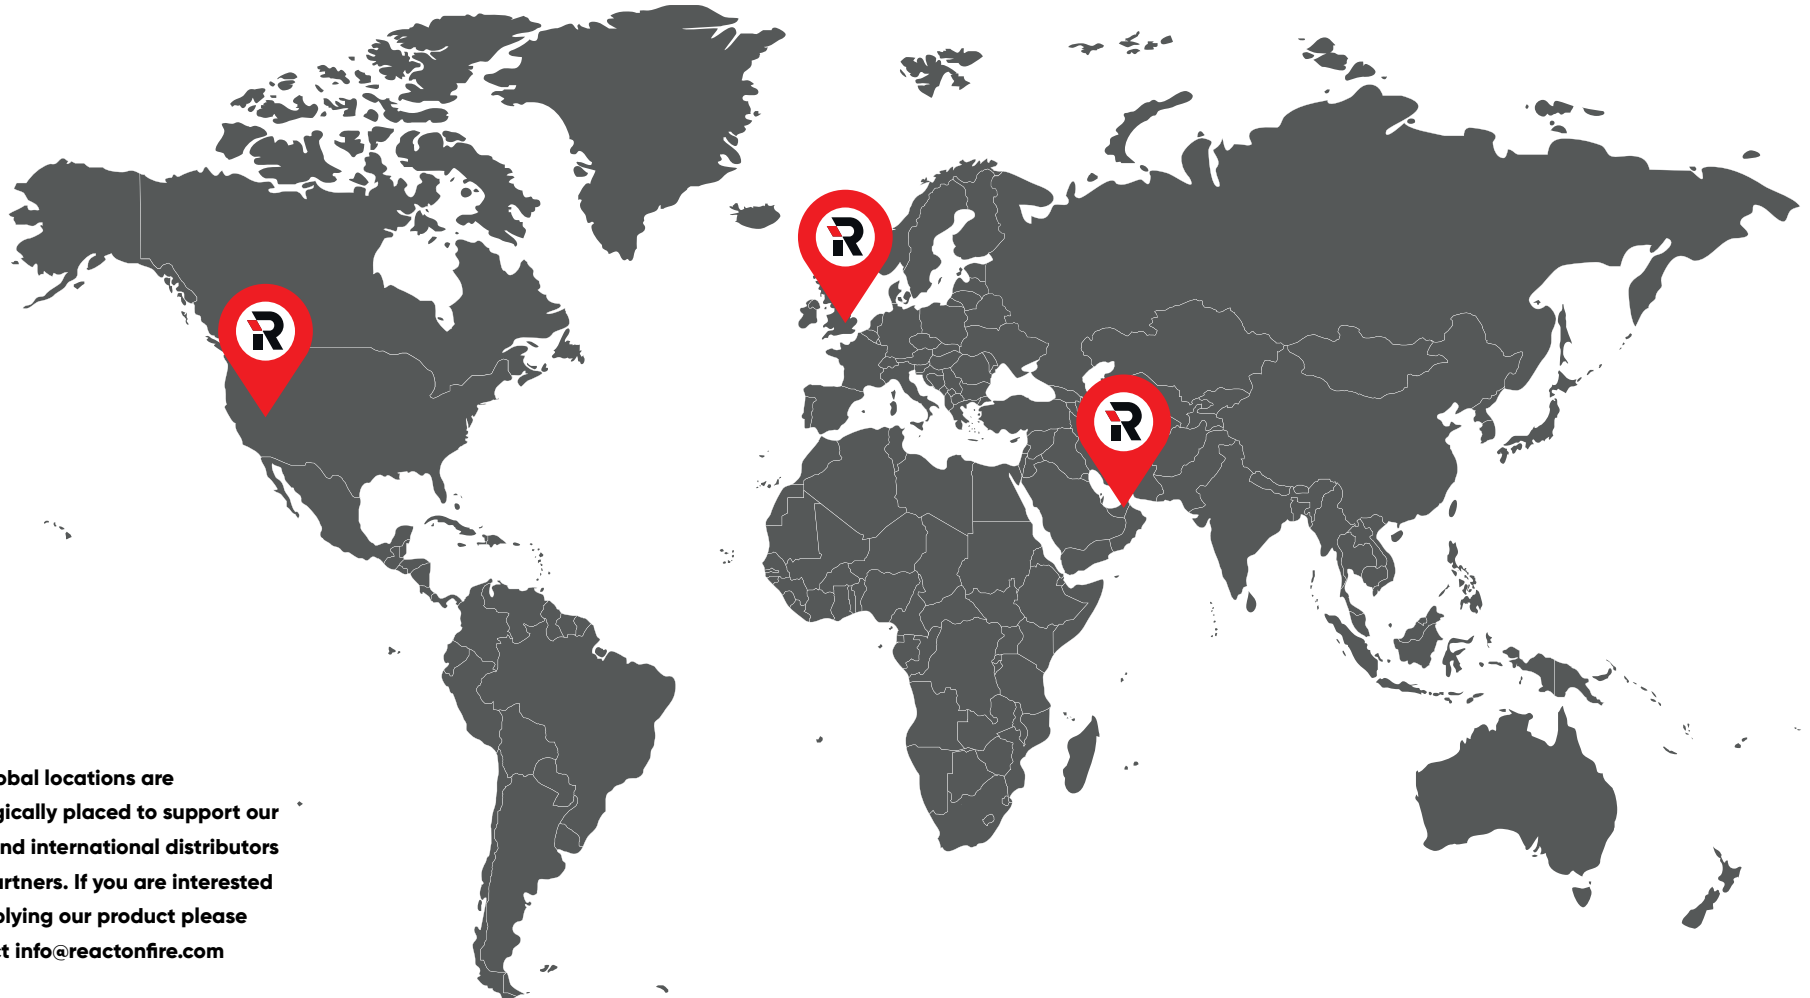 obal locations are
gically placed to support our
nd international distributors
artners. If you are interested
plying our product please
t info@reactonfire.com
R
R
R